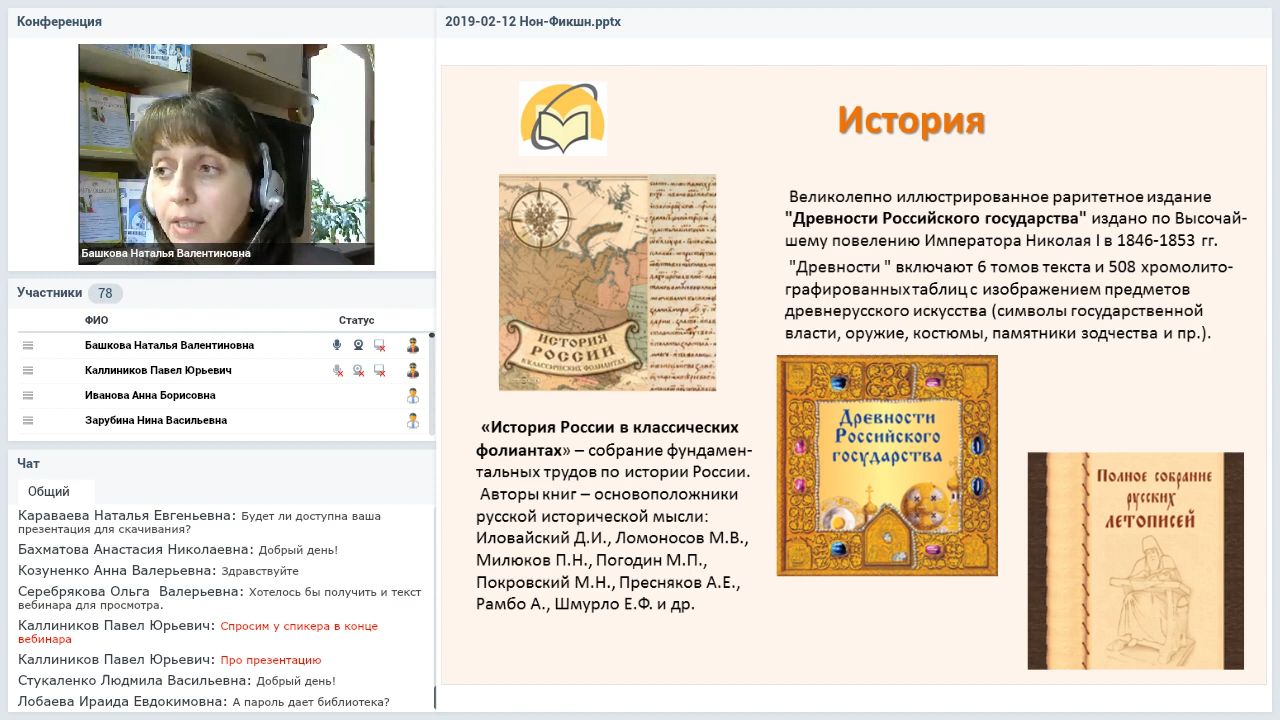 Конференция
Башкова Наталья Валентиновна
Участники 78
ФИО Статус
Башкова Наталья Валентиновна
Каллиников Павел Юрьевич
Иванова Анна Борисовна
Зарубина Нина Васильевна
Чат
Общий
Караваева Наталья Евгеньевна: Будет ли доступна ваша
презентация для скачивания?
Бахматова Анастасия Николаевна: Добрый день!
Козуненко Анна Валерьевна: Здравствуйте
Серебрякова Ольга Валерьевна: Хотелось бы получить и текст
вебинара для просмотра.
Каллиников Павел Юрьевич: Спросим у спикера в конце
вебинара
Каллиников Павел Юрьевич: Про презентацию
Стукаленко Людмила Васильевна: Добрый день!
Лобаева Ираида Евдокимовна: А пароль дает библиотека?
2019-02-12 Нон-Фикшн.pptx
История
ИСТОРИЯ
РОССИИ
В КЛАССИЧЕСКИХ ФОЛИАНТАХ
«История России в классических
фолиантах» – собрание фундамен-
тальных трудов по истории России.
Авторы книг – основоположники
русской исторической мысли:
Иловайский Д.И., Ломоносов М.В.,
Милюков П.Н., Погодин М.П.,
Покровский М.Н., Пресняков А.Е.,
Рамбо А., Шмурло Е.Ф. и др.
Великолепно иллюстрированное раритетное издание
"Древности Российского государства" издано по Высочай-
шему повелению Императора Николая I в 1846-1853 гг.
"Древности " включают 6 томов текста и 508 хромолито-
графированных таблиц с изображением предметов
древнерусского искусства (символы государственной
власти, оружие, костюмы, памятники зодчества и пр.).
Древности
Российского
государства
Полное собрание
русских
летописей